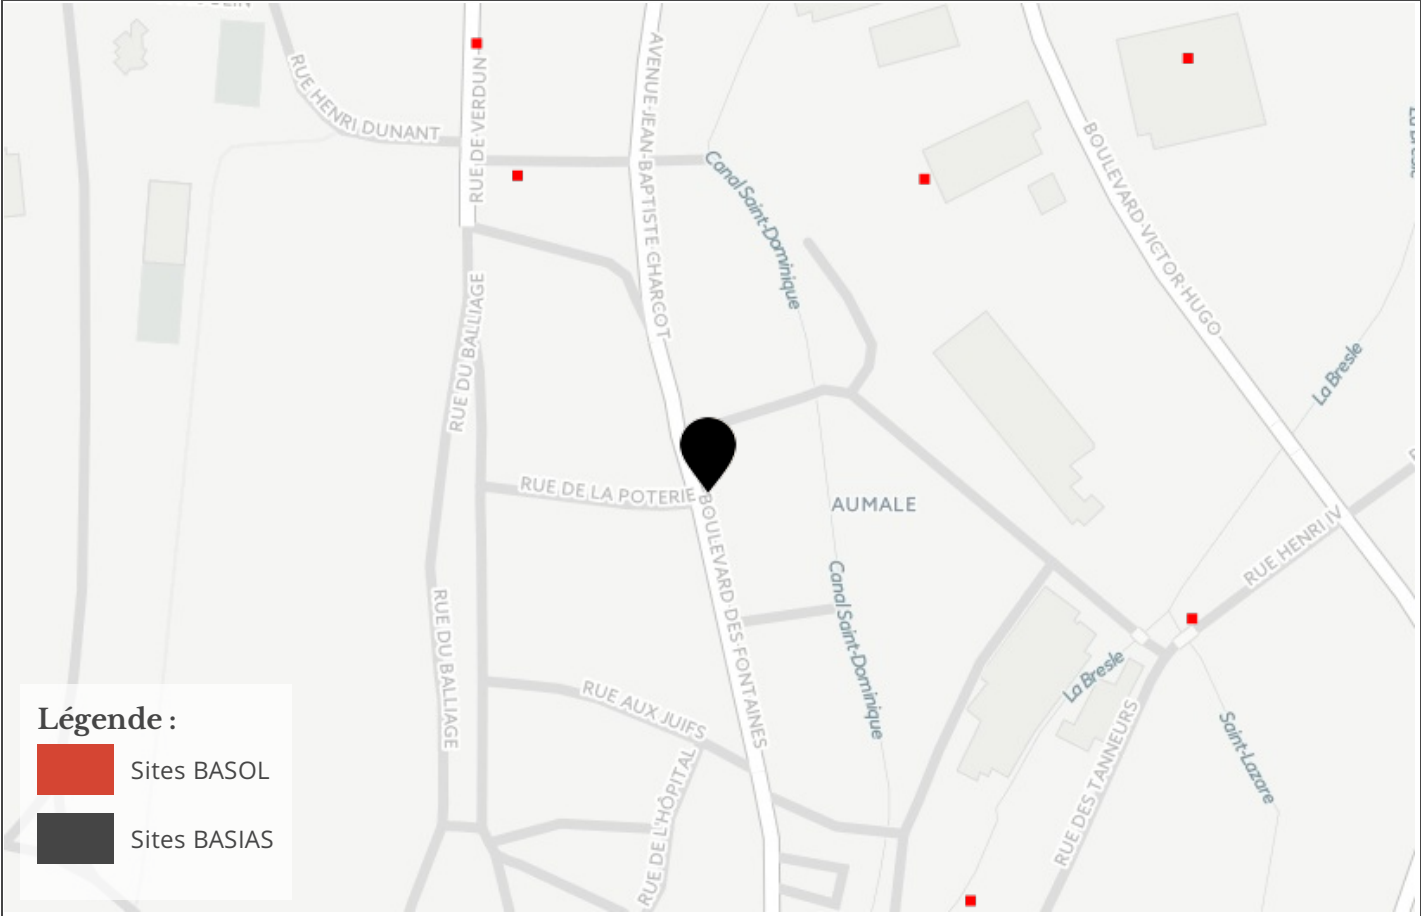 RUE HENRI DUNANT
RUE DE VERDUN
AVENUE JEAN-BAPTISTE CHARCOT
Canal Saint-Dominique
BOULEVARD VICTOR HUGO
La Bresle
RUE DU BALLIAGE
La Bresle
RUE DE LA POTERIE
AUMALE
BOULEVARD DES FONTAINES
RUE HENRI IV
Canal Saint-Dominique
RUE DU BALLIAGE
RUE AUX JUIFS
La Bresle
RUE DE L'HÔPITAL
RUE DES TANNEURS
Saint-Lazare
Légende :
Sites BASOL
Sites BASIAS